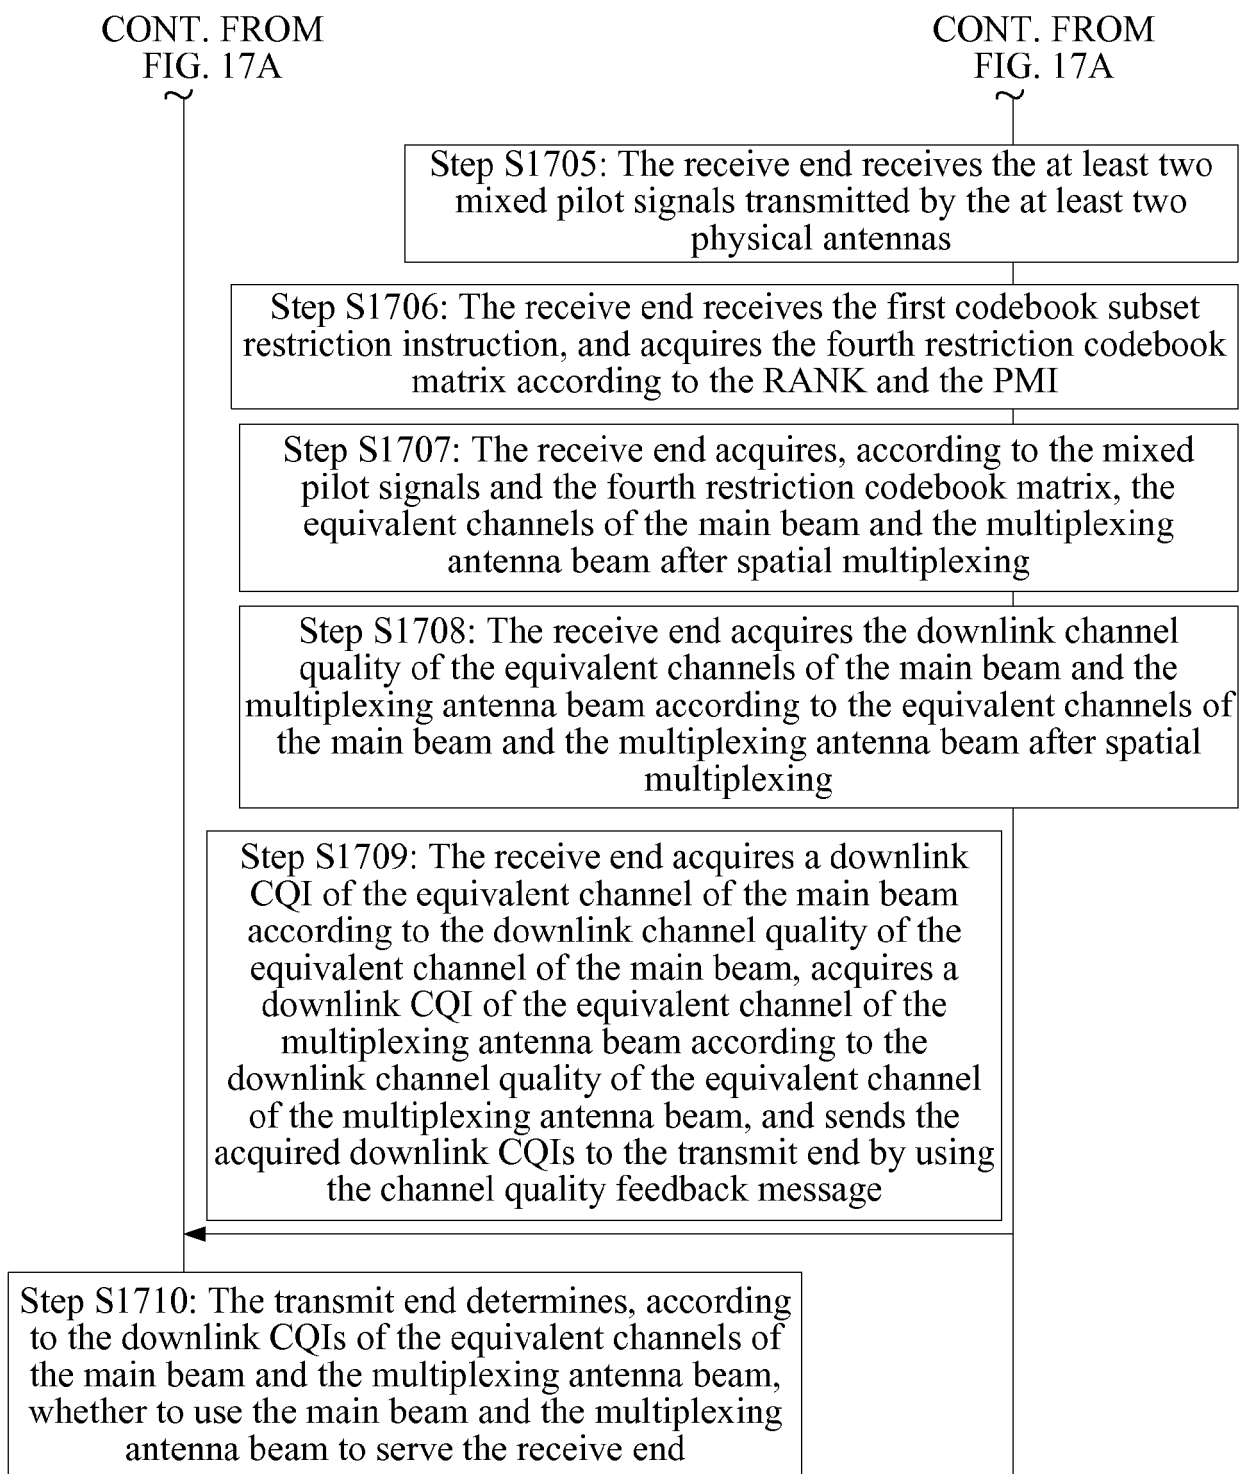 CONT. FROM
FIG. 17A
CONT. FROM
FIG. 17A
Step S1705: The receive end receives the at least two
mixed pilot signals transmitted by the at least two
physical antennas
Step S1706: The receive end receives the first codebook subset
restriction instruction, and acquires the fourth restriction codebook
matrix according to the RANK and the PMI
Step S1707: The receive end acquires, according to the mixed
pilot signals and the fourth restriction codebook matrix, the
equivalent channels of the main beam and the multiplexing
antenna beam after spatial multiplexing
Step S1708: The receive end acquires the downlink channel
quality of the equivalent channels of the main beam and the
multiplexing antenna beam according to the equivalent channels of
the main beam and the multiplexing antenna beam after spatial
multiplexing
Step S1709: The receive end acquires a downlink
CQI of the equivalent channel of the main beam
according to the downlink channel quality of the
equivalent channel of the main beam, acquires a
downlink CQI of the equivalent channel of the
multiplexing antenna beam according to the
downlink channel quality of the equivalent channel
of the multiplexing antenna beam, and sends the
acquired downlink CQIs to the transmit end by using
the channel quality feedback message
Step S1710: The transmit end determines, according
to the downlink CQIs of the equivalent channels of
the main beam and the multiplexing antenna beam,
whether to use the main beam and the multiplexing
antenna beam to serve the receive end